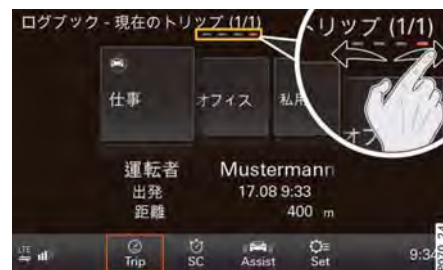 ログブック - 現在のトリップ (1/1)
トリップ (1/1)
仕事
オフィス
私用
オフ
運転者 Mustermann
出発 17.08 9:33
距離 400 m
LTE
Trip SC Assist Set 9:34